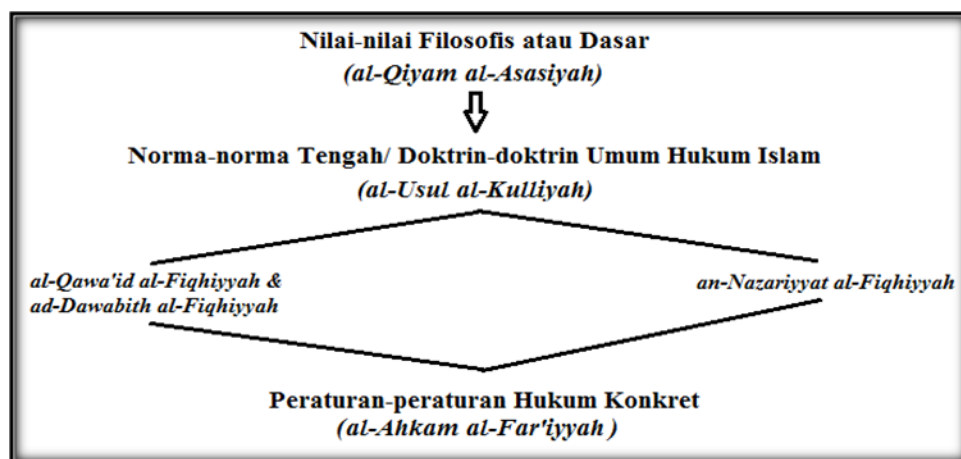 Nilai-nilai Filosofis atau Dasar
(al-Qiyam al-Asasiyah)
Norma-norma Tengah/ Doktrin-doktrin Umum Hukum Islam
(al-Usul al-Kulliyah)
al-Qawa'id al-Fiqhiyyah &
ad-Dawabith al-Fiqhiyyah
an-Nazariyyat al-Fiqhiyyah
Peraturan-peraturan Hukum Konkret
(al-Ahkam al-Far'iyyah )